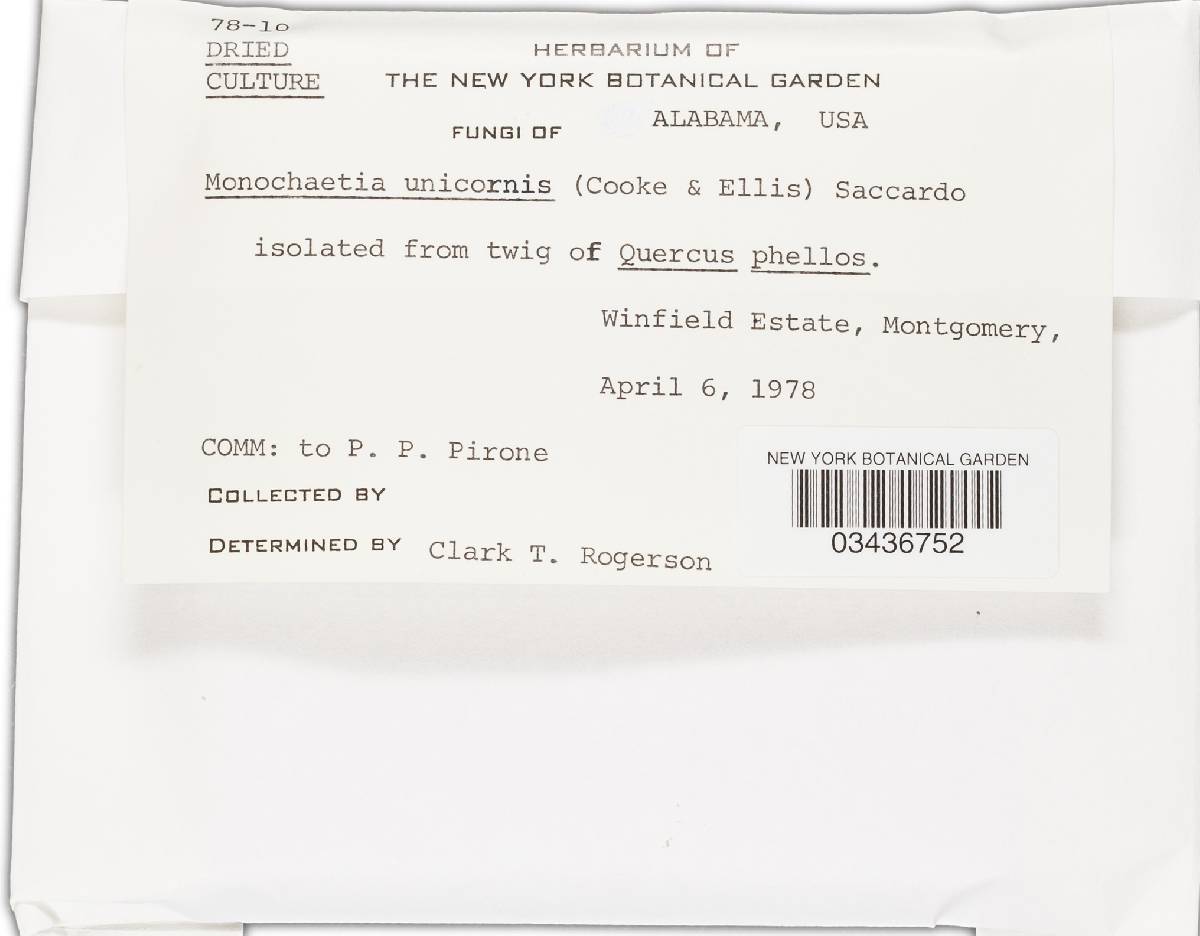 78-10
DRIED
CULTURE
HERBARIUM OF
THE NEW YORK BOTANICAL GARDEN
FUNGI OF ALABAMA, USA
Monochaetia unicornis (Cooke & Ellis) Saccardo
isolated from twig of Quercus phellos.
Winfield Estate, Montgomery,
April 6, 1978
COMM: to P. P. Pirone
COLLECTED BY
DETERMINED BY Clark T. Rogerson
NEW YORK BOTANICAL GARDEN
03436752